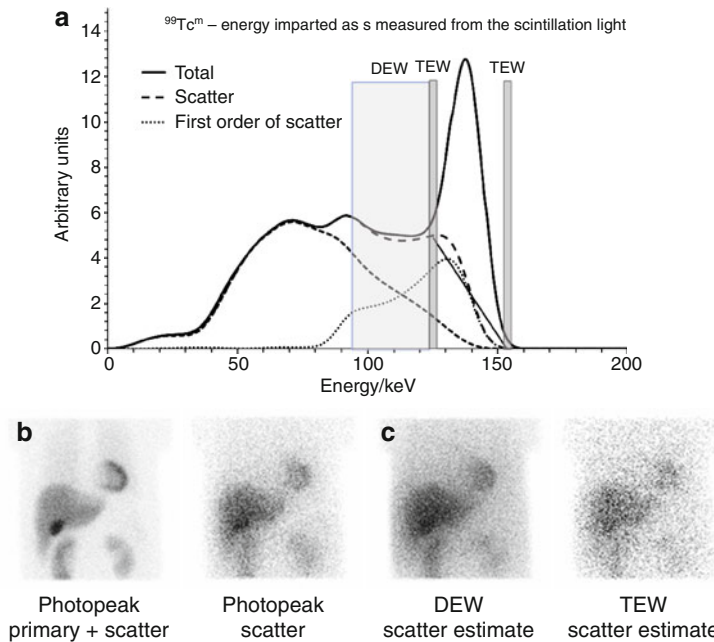 a
⁹⁹Tcᵐ – energy imparted as s measured from the scintillation light
14
12
10
8
6
4
2
0
Arbitrary units
Total
Scatter
First order of scatter
DEW
TEW
TEW
0
50
100
150
200
Energy/keV
b
c
Photopeak
primary + scatter
Photopeak
scatter
DEW
scatter estimate
TEW
scatter estimate